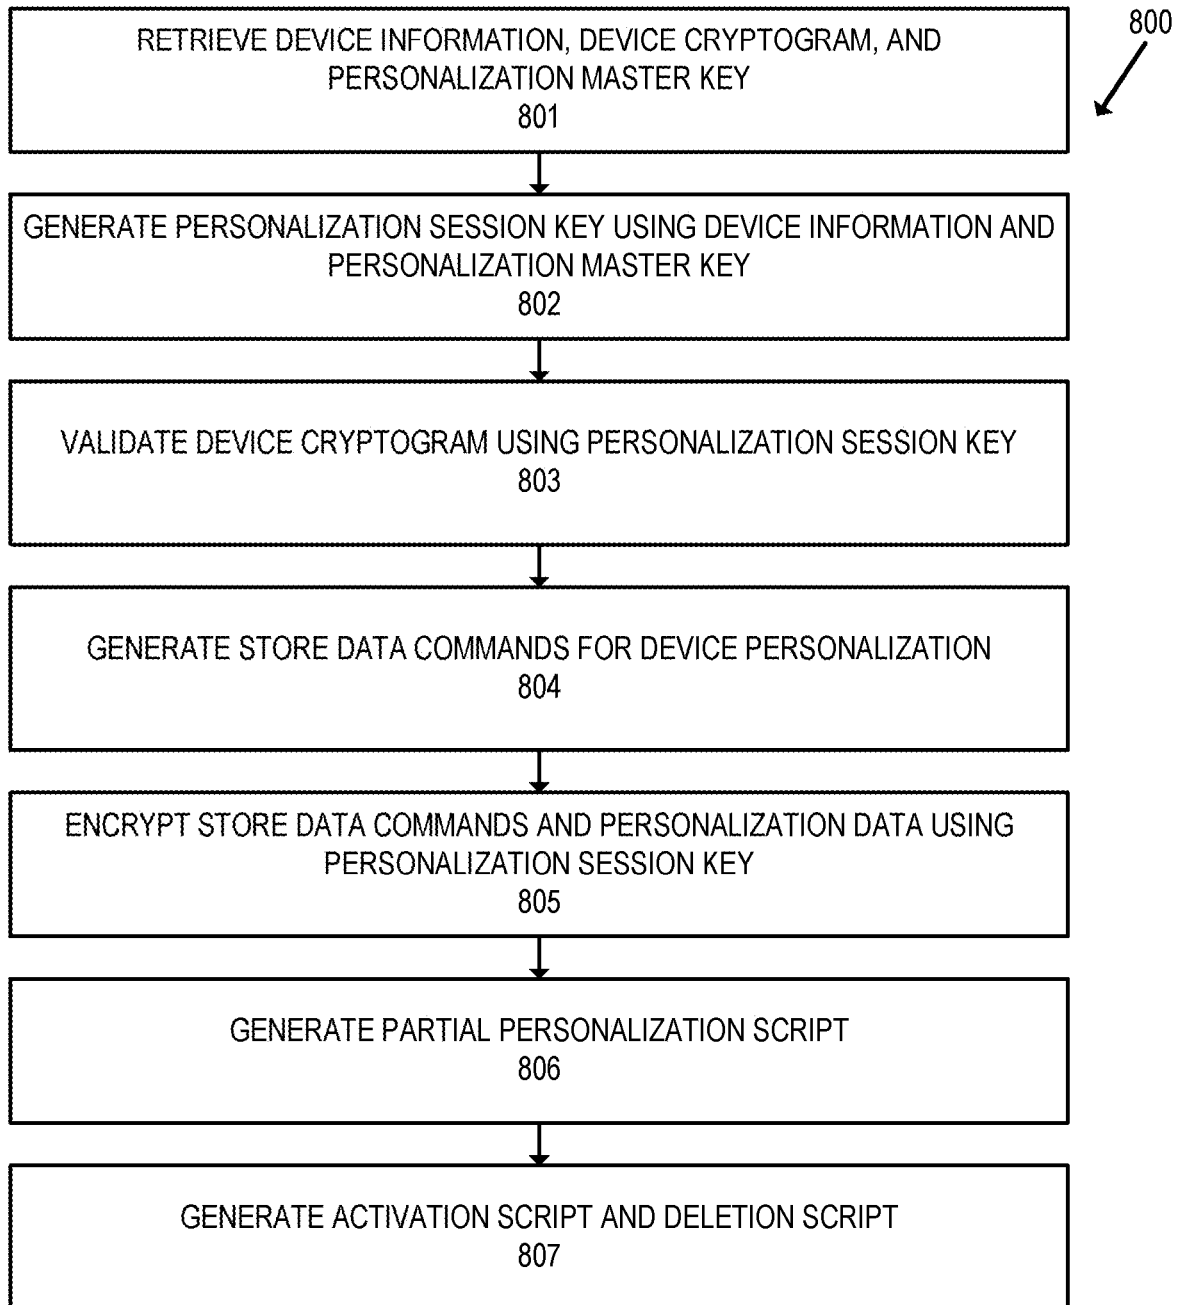 800
RETRIEVE DEVICE INFORMATION, DEVICE CRYPTOGRAM, AND
PERSONALIZATION MASTER KEY
801
GENERATE PERSONALIZATION SESSION KEY USING DEVICE INFORMATION AND
PERSONALIZATION MASTER KEY
802
VALIDATE DEVICE CRYPTOGRAM USING PERSONALIZATION SESSION KEY
803
GENERATE STORE DATA COMMANDS FOR DEVICE PERSONALIZATION
804
ENCRYPT STORE DATA COMMANDS AND PERSONALIZATION DATA USING
PERSONALIZATION SESSION KEY
805
GENERATE PARTIAL PERSONALIZATION SCRIPT
806
GENERATE ACTIVATION SCRIPT AND DELETION SCRIPT
807